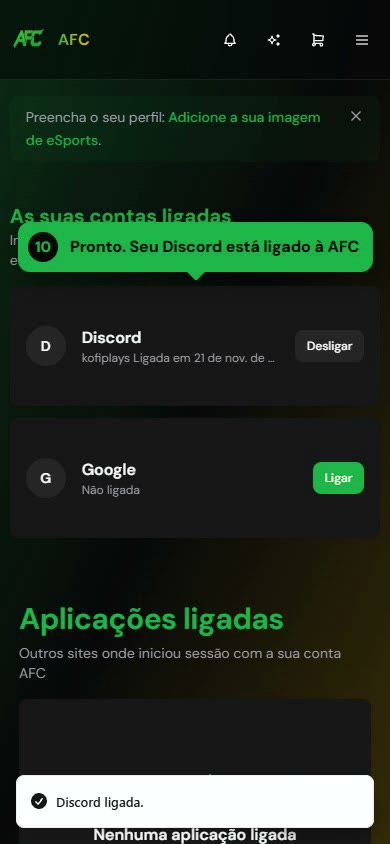 AFC
AFC
Preencha o seu perfil: Adicione a sua imagem
de eSports.
As suas contas ligadas
10 Pronto. Seu Discord está ligado à AFC
D
Discord
kofiplays Ligada em 21 de nov. de ...
Desligar
G
Google
Não ligada
Ligar
Aplicações ligadas
Outros sites onde iniciou sessão com a sua conta
AFC
Discord ligada.
Nenhuma aplicação ligada